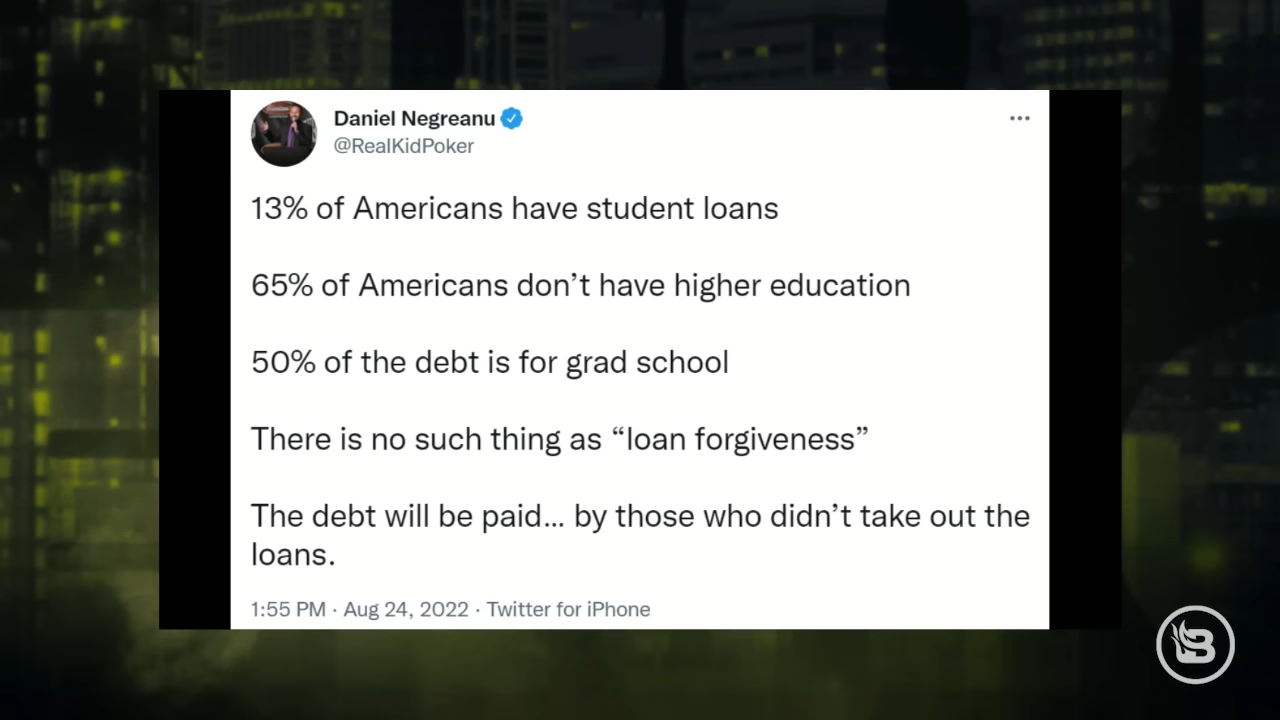 Daniel Negreanu
@RealKidPoker
13% of Americans have student loans
65% of Americans don’t have higher education
50% of the debt is for grad school
There is no such thing as “loan forgiveness”
The debt will be paid... by those who didn’t take out the
loans.
1:55 PM · Aug 24, 2022 · Twitter for iPhone
B